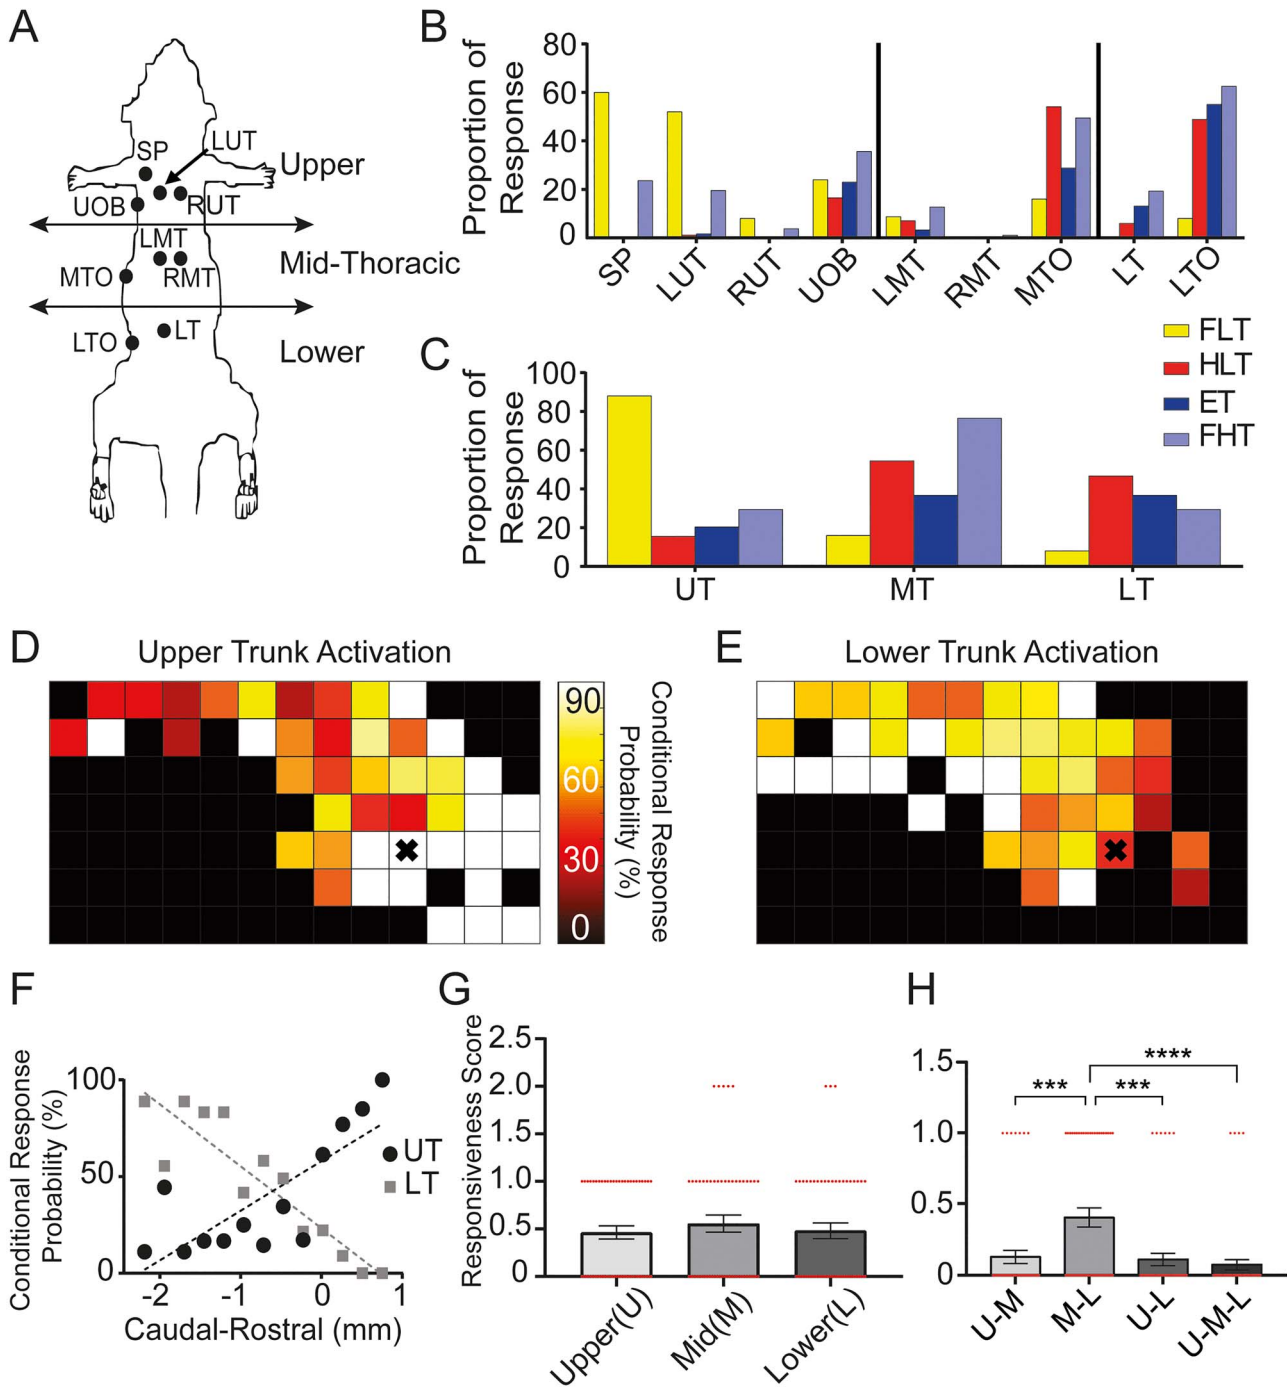 A
SP
LUT
Upper
UOB
RUT
LMT
Mid-Thoracic
MTO
RMT
LTO
LT
Lower
B
Proportion of
Response
80
60
40
20
0
SP
LUT
RUT
UOB
LMT
RMT
MTO
LT
LTO
FLT
HLT
ET
FHT
C
Proportion of
Response
100
80
60
40
20
0
UT
MT
LT
D
Upper Trunk Activation
90
60
30
0
Conditional Response
Probability (%)
E
Lower Trunk Activation
F
Conditional Response
Probability (%)
100
50
0
-2
-1
0
1
Caudal-Rostral (mm)
UT
LT
G
Responsiveness Score
2.5
2.0
1.5
1.0
0.5
0
Upper(U)
Mid(M)
Lower(L)
H
1.5
1.0
0.5
0
****
***
***
U-M
M-L
U-L
U-M-L